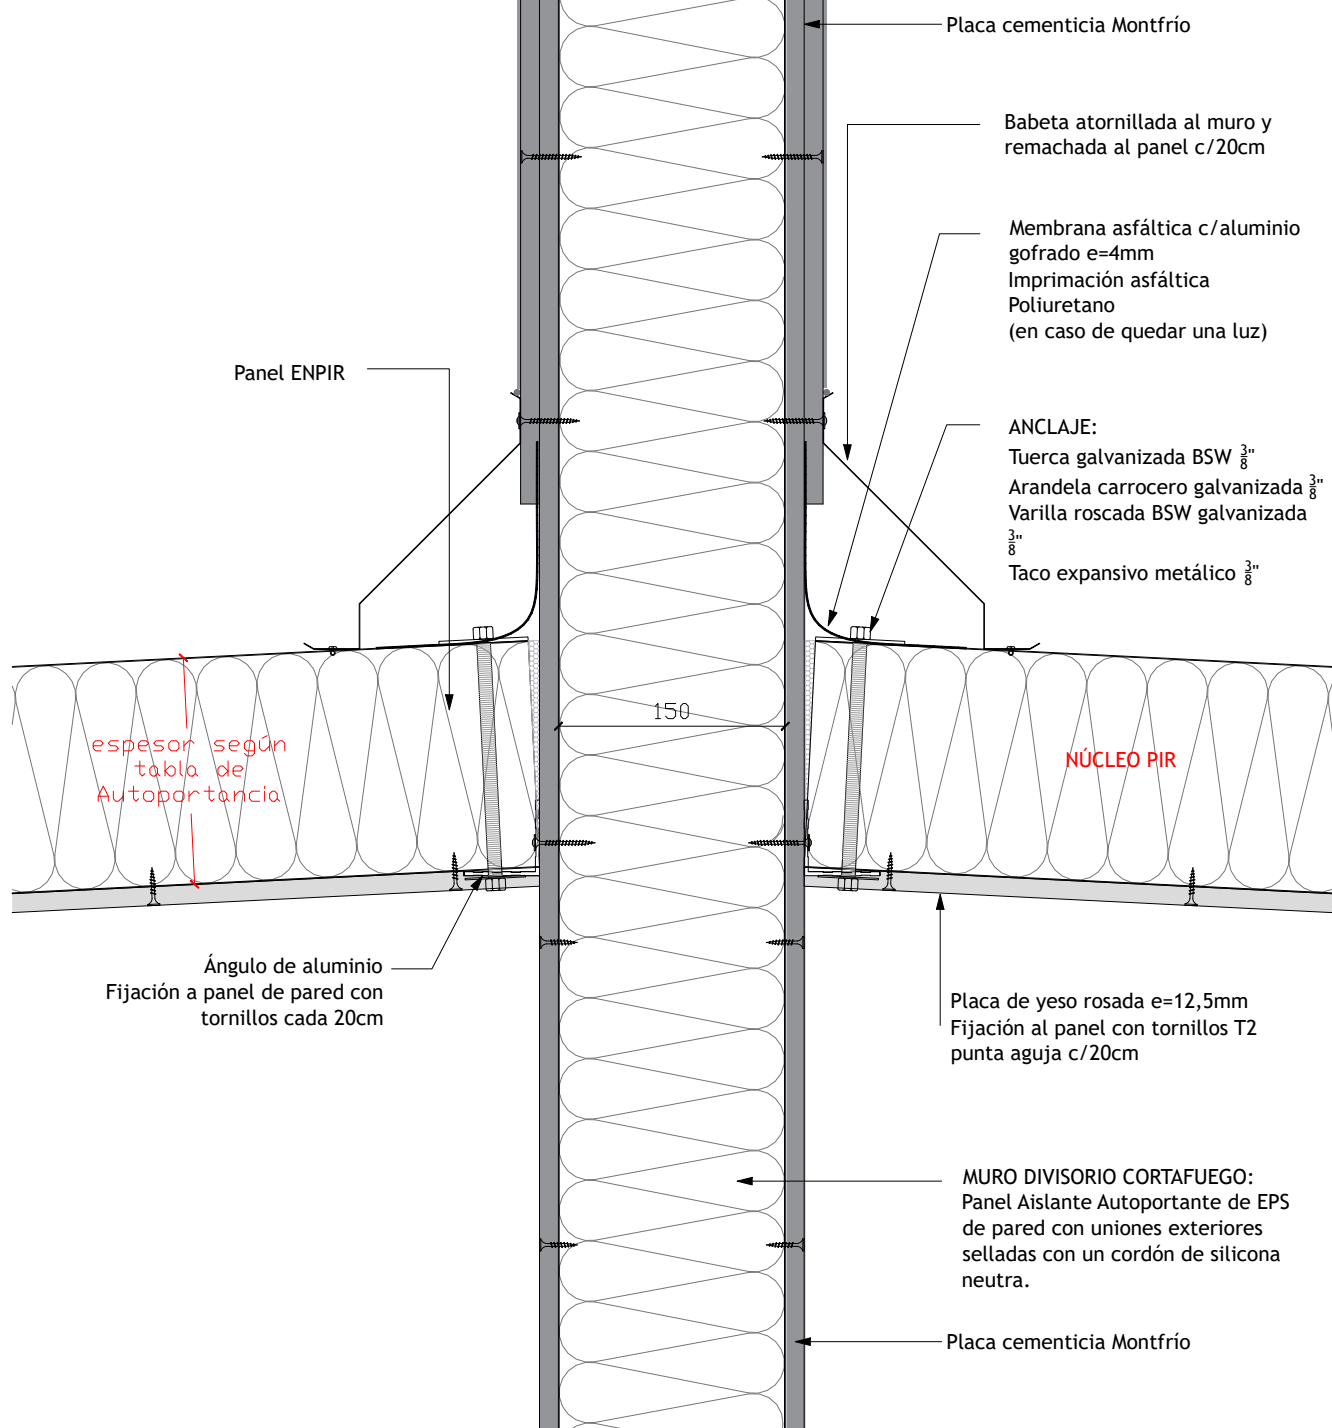 Placa cementicia Montfrío
Babeta atornillada al muro y
remachada al panel c/20cm
Membrana asfáltica c/aluminio
gofrado e=4mm
Imprimación asfáltica
Poliuretano
(en caso de quedar una luz)
Panel ENPIR
ANCLAJE:
Tuerca galvanizada BSW 3/8"
Arandela carrocero galvanizada 3/8"
Varilla roscada BSW galvanizada
3/8"
Taco expansivo metálico 3/8"
150
espesor según
tabla de
Autoportancia
NÚCLEO PIR
Ángulo de aluminio
Fijación a panel de pared con
tornillos cada 20cm
Placa de yeso rosada e=12,5mm
Fijación al panel con tornillos T2
punta aguja c/20cm
MURO DIVISORIO CORTAFUEGO:
Panel Aislante Autoportante de EPS
de pared con uniones exteriores
selladas con un cordón de silicona
neutra.
Placa cementicia Montfrío